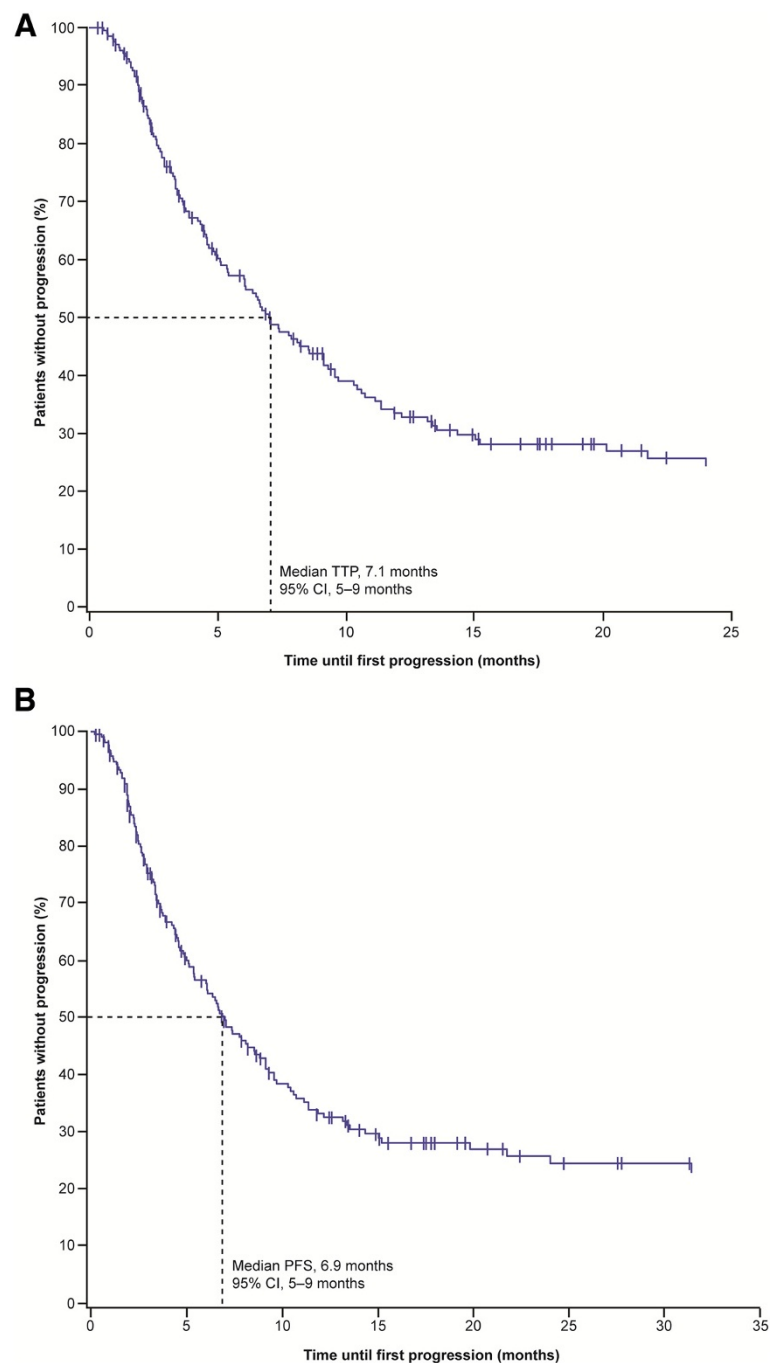 A
100
90
80
70
60
50
40
30
20
10
0
Patients without progression (%)
Median TTP, 7.1 months
95% CI, 5–9 months
0 5 10 15 20 25
Time until first progression (months)
B
100
90
80
70
60
50
40
30
20
10
0
Patients without progression (%)
Median PFS, 6.9 months
95% CI, 5–9 months
0 5 10 15 20 25 30 35
Time until first progression (months)